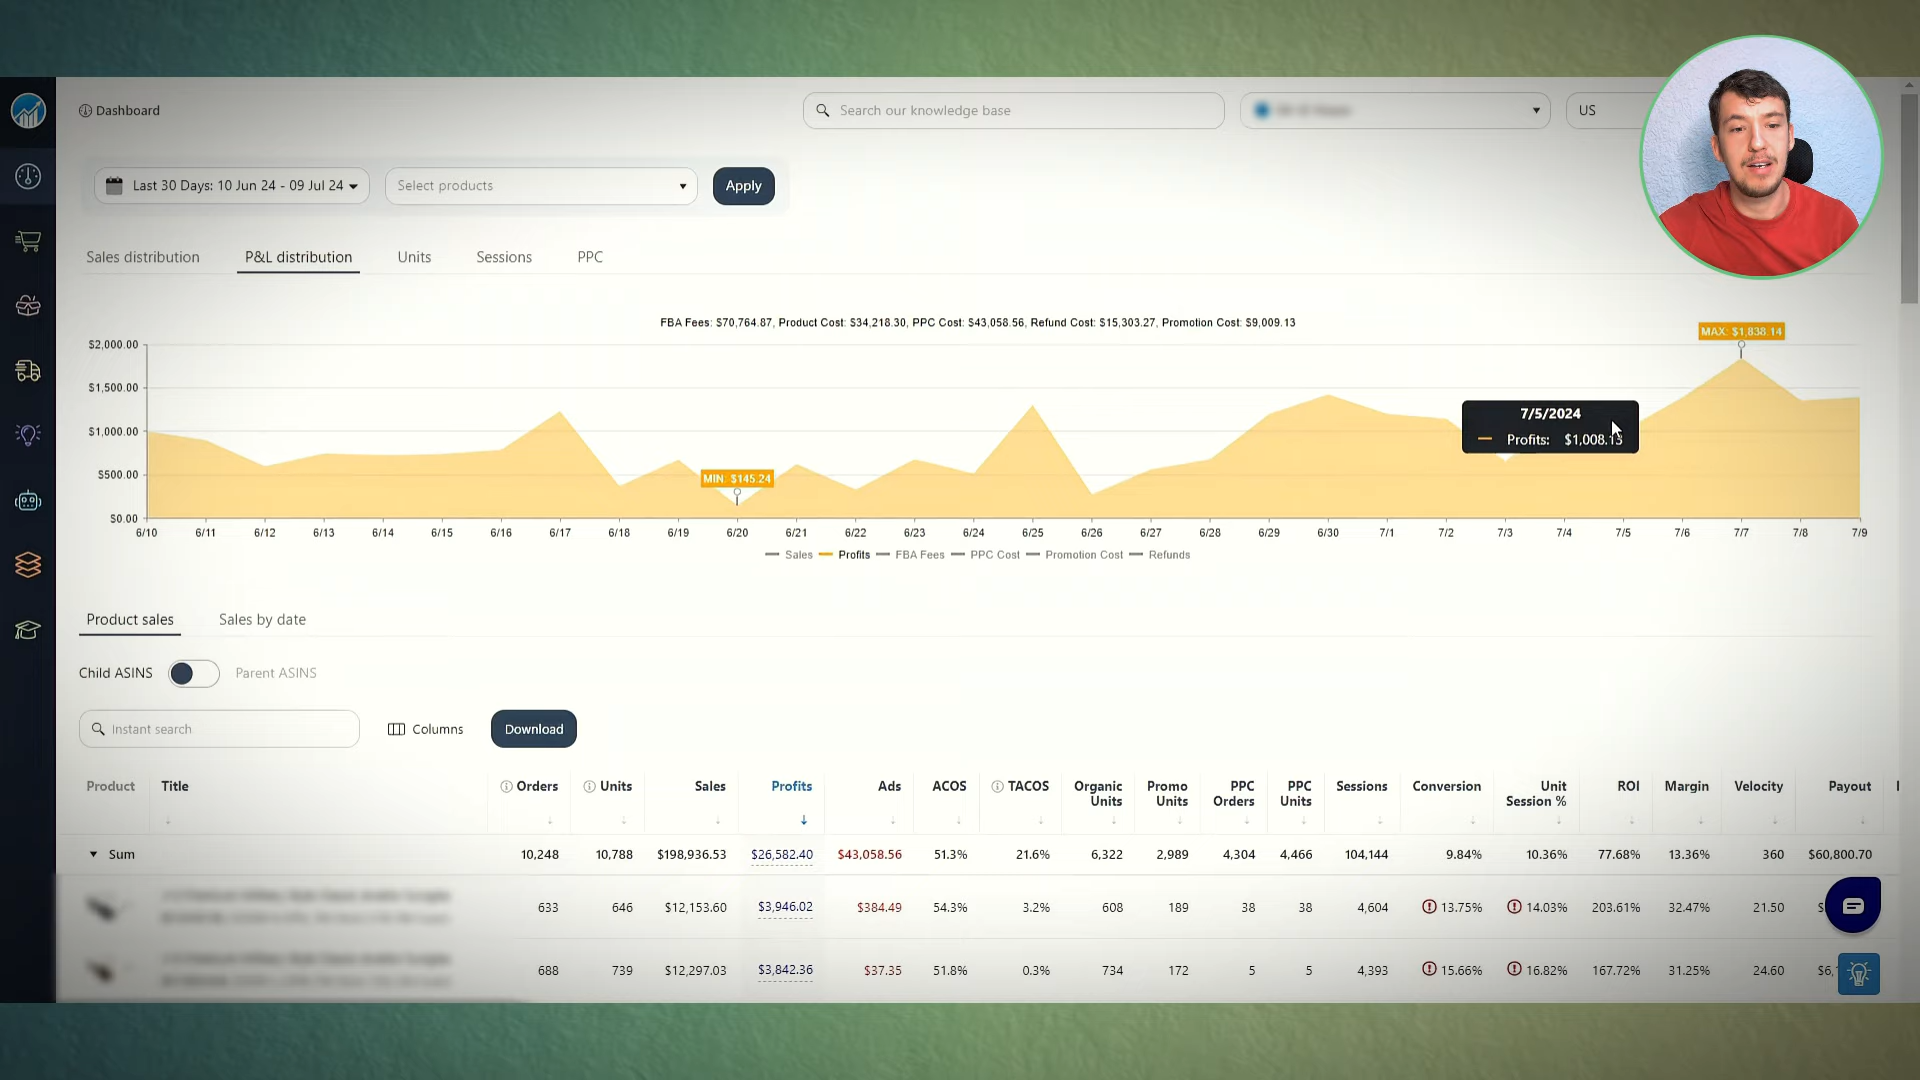 Dashboard
Search our knowledge base
US
Last 30 Days: 10 Jun 24 - 09 Jul 24
Select products
Apply
Sales distribution P&L distribution Units Sessions PPC
FBA Fees: $70,764.87, Product Cost: $34,218.30, PPC Cost: $43,058.56, Refund Cost: $15,303.27, Promotion Cost: $9,009.13
MAX: $1,838.14
$2,000.00
$1,500.00
$1,000.00
$500.00
$0.00
7/5/2024
Profits: $1,008.13
MIN: $145.24
6/10 6/11 6/12 6/13 6/14 6/15 6/16 6/17 6/18 6/19 6/20 6/21 6/22 6/23 6/24 6/25 6/26 6/27 6/28 6/29 6/30 7/1 7/2 7/3 7/4 7/5 7/6 7/7 7/8 7/9
Sales Profits FBA Fees PPC Cost Promotion Cost Refunds
Product sales Sales by date
Child ASINS Parent ASINS
Instant search
Columns
Download
Product Title Orders Units Sales Profits Ads ACOS TACOS Organic Units Promo Units PPC Orders PPC Units Sessions Conversion Unit Session % ROI Margin Velocity Payout
Sum 10,248 10,788 $198,936.53 $26,582.40 $43,058.56 51.3% 21.6% 6,322 2,989 4,304 4,466 104,144 9.84% 10.36% 77.68% 13.36% 360 $60,800.70
633 646 $12,153.60 $3,946.02 $384.49 54.3% 3.2% 608 189 38 38 4,604 13.75% 14.03% 203.61% 32.47% 21.50
688 739 $12,297.03 $3,842.36 $37.35 51.8% 0.3% 734 172 5 5 4,393 15.66% 16.82% 167.72% 31.25% 24.60